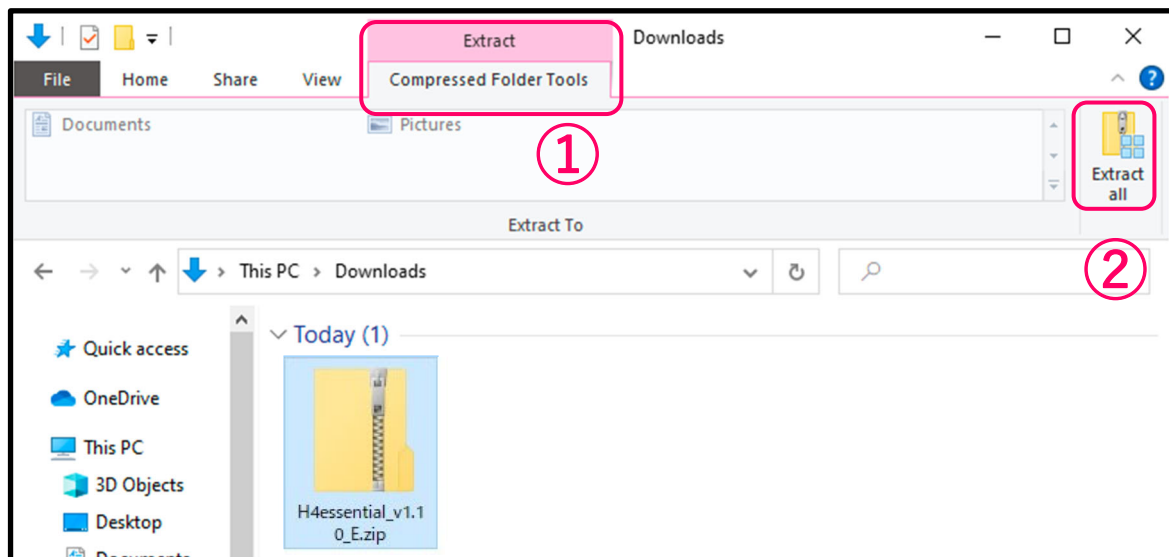 Extract
Downloads
File
Home
Share
View
Compressed Folder Tools
?
Documents
Pictures
①
Extract
all
Extract To
②
This PC > Downloads
Today (1)
Quick access
OneDrive
This PC
3D Objects
Desktop
Documents
H4essential_v1.1
0_E.zip